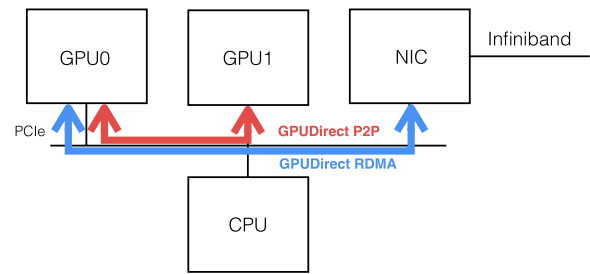 GPU0
GPU1
NIC
Infiniband
PCIe
GPUDirect P2P
GPUDirect RDMA
CPU